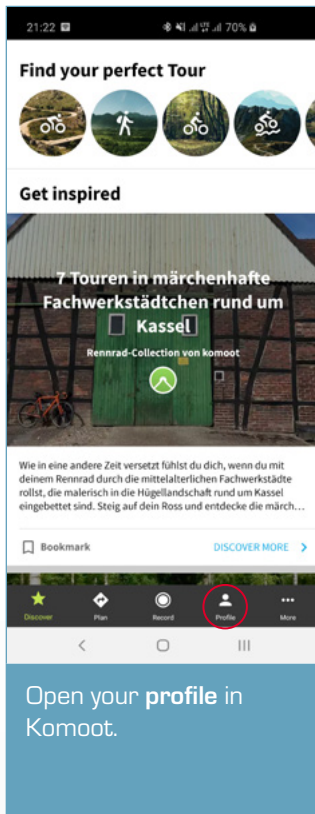 21:22 70%
Find your perfect Tour
Get inspired
7 Touren in märchenhafte
Fachwerkstädtchen rund um
Kassel
Rennrad-Collection von komoot
Wie in eine andere Zeit versetzt fühlst du dich, wenn du mit
deinem Rennrad durch die mittelalterlichen Fachwerkstädte
rollst, die malerisch in die Hügellandschaft rund um Kassel
eingebettet sind. Steig auf dein Ross und entdecke die märch...
Bookmark DISCOVER MORE
Discover Plan Record Profile More
Open your profile in
Komoot.